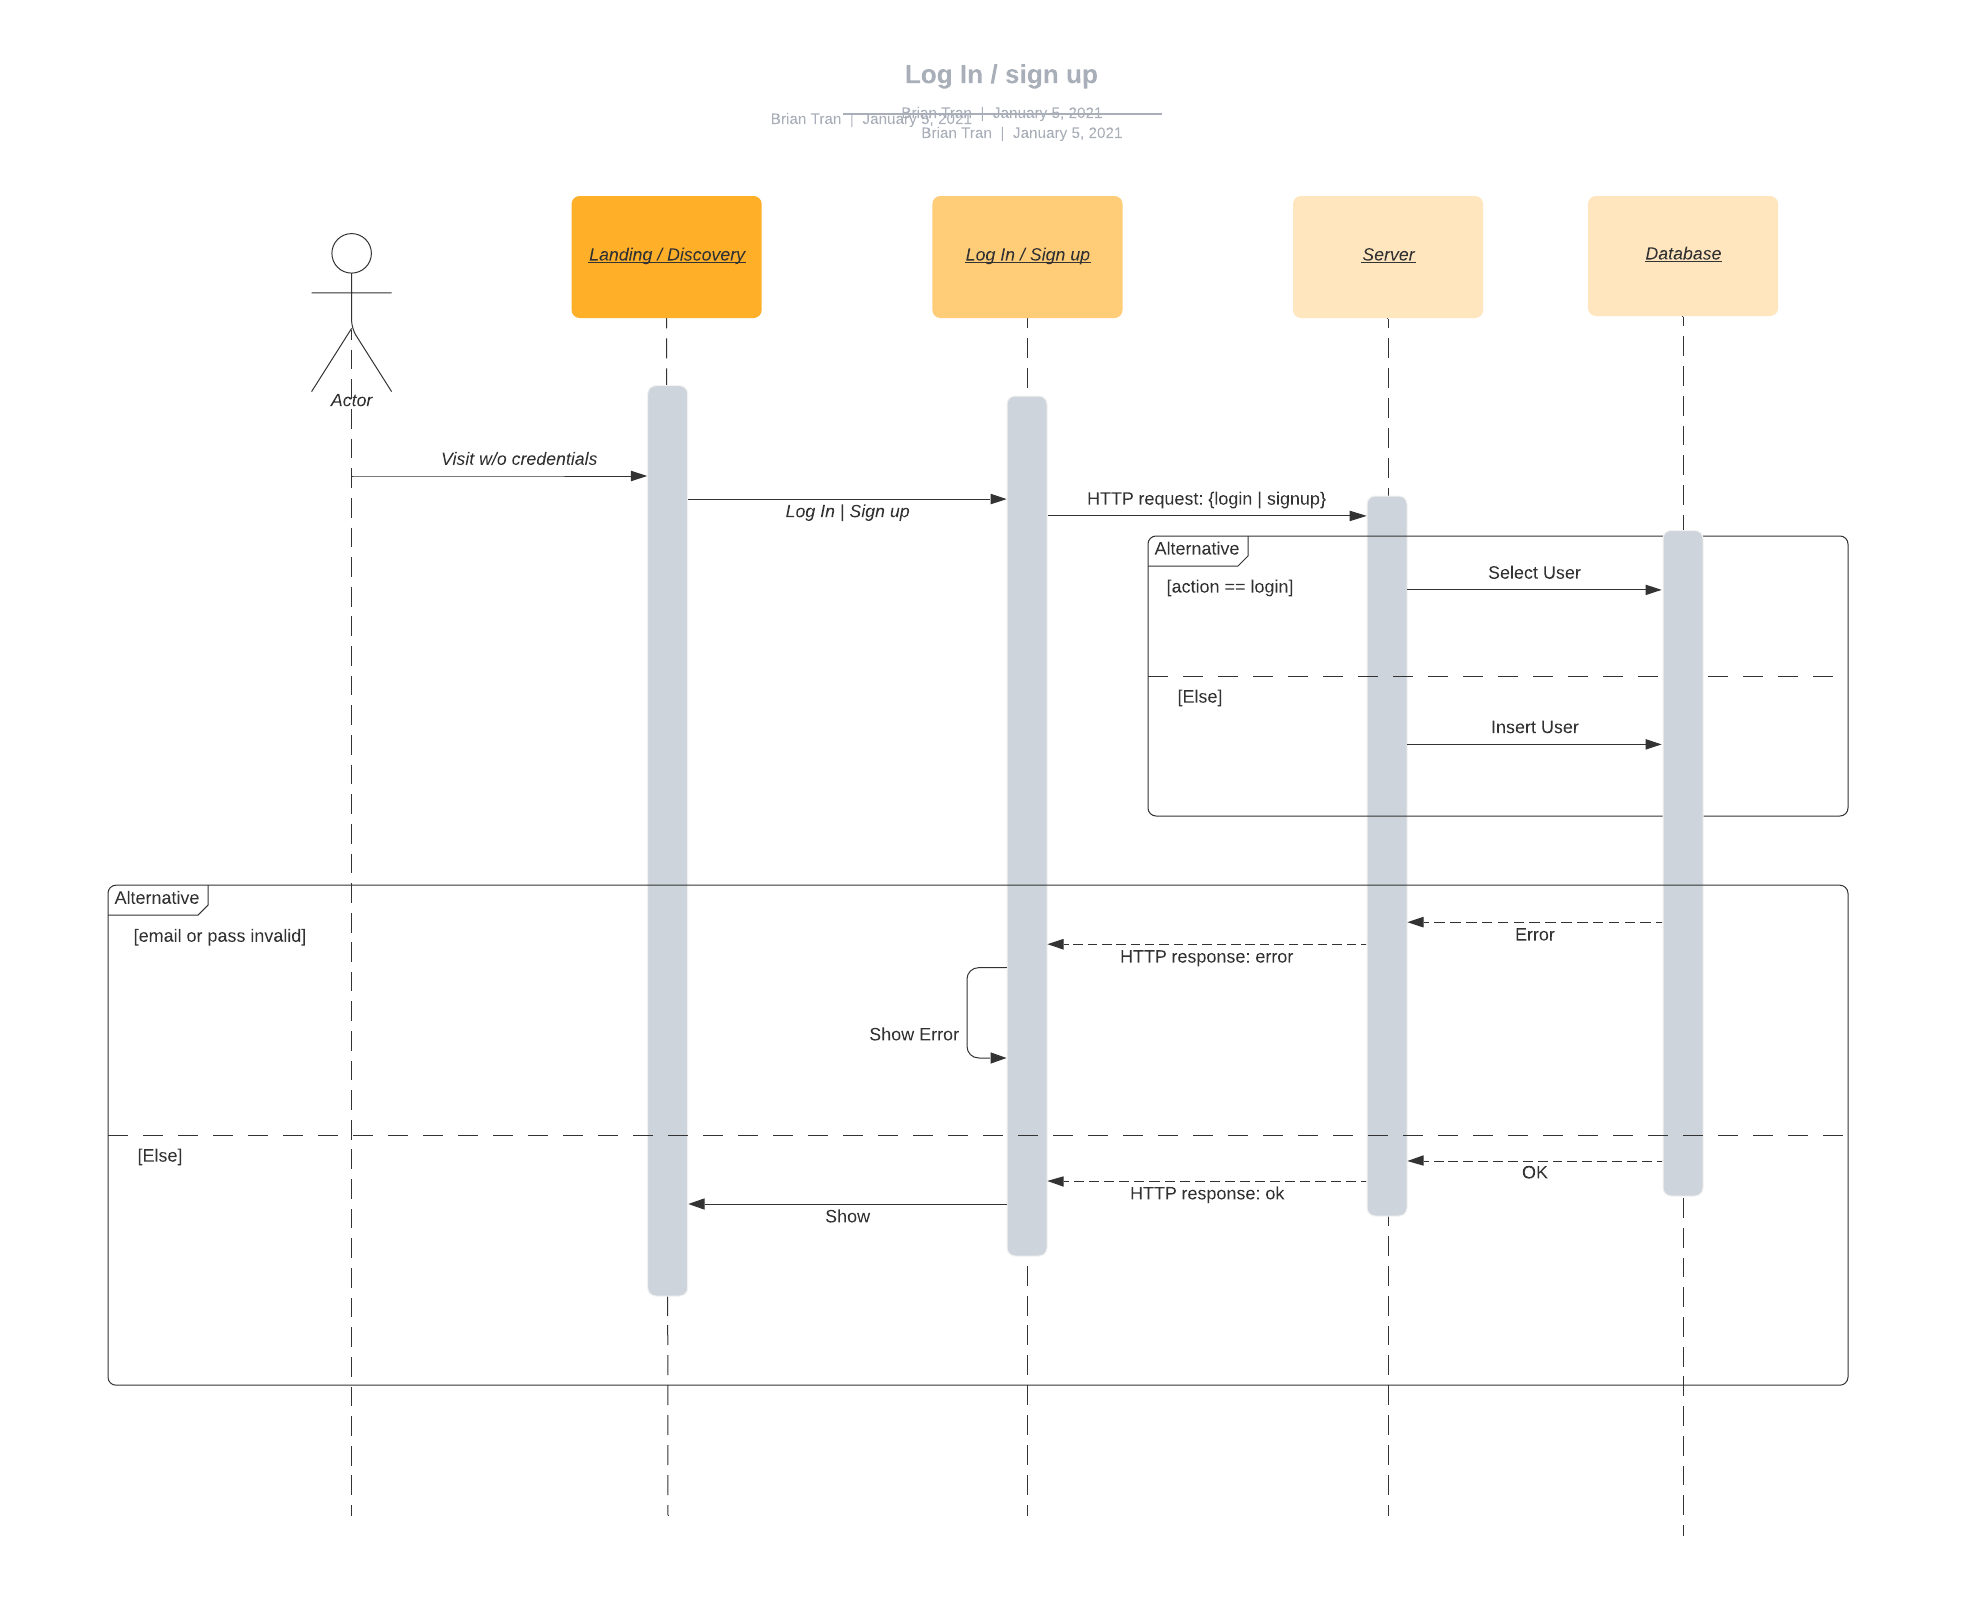 Log In / sign up
Brian Tran | January 5, 2021
Brian Tran | January 5, 2021
Brian Tran | January 5, 2021
Landing / Discovery
Log In / Sign up
Server
Database
Actor
Visit w/o credentials
Log In | Sign up
HTTP request: {login | signup}
Alternative
[action == login]
Select User
[Else]
Insert User
Alternative
[email or pass invalid]
Error
HTTP response: error
Show Error
[Else]
OK
HTTP response: ok
Show